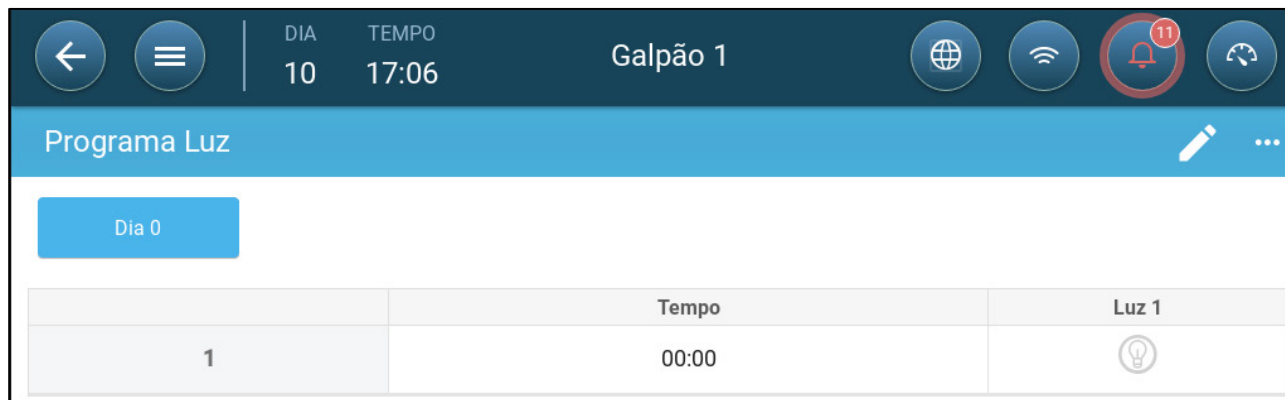 DIA TEMPO
10 17:06
Galpão 1
11
Programa Luz
Dia 0
Tempo Luz 1
1 00:00